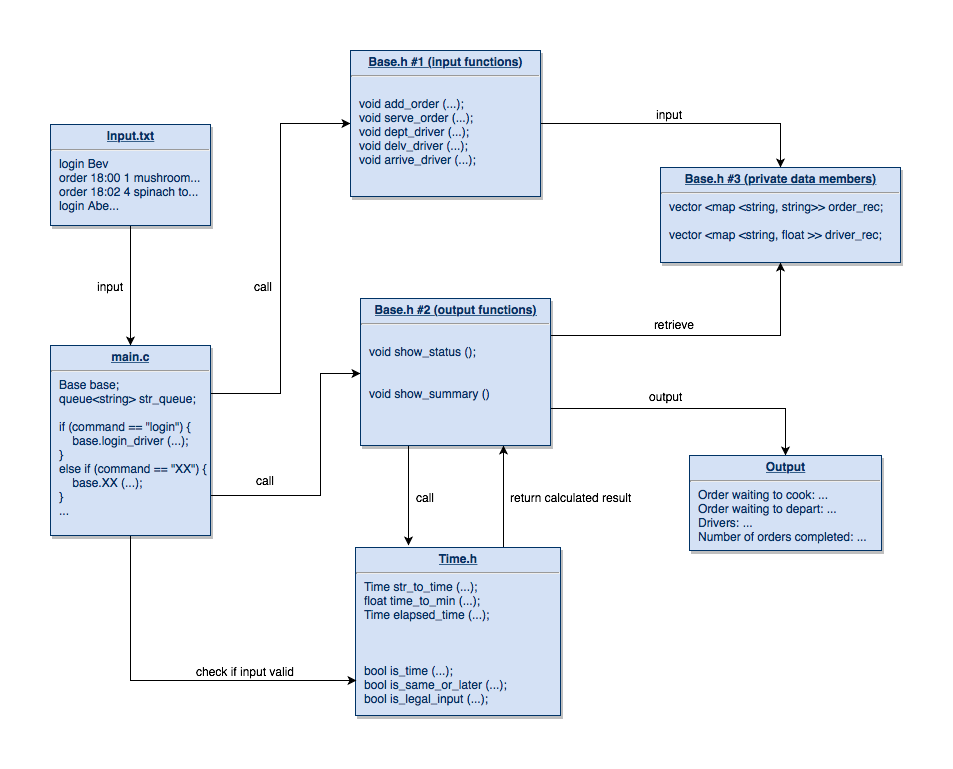 Base.h #1 (input functions)
void add_order (...);
void serve_order (...);
void dept_driver (...);
void delv_driver (...);
void arrive_driver (...);
input
Input.txt
login Bev
order 18:00 1 mushroom...
order 18:02 4 spinach to...
login Abe...
Base.h #3 (private data members)
vector <map <string, string>> order_rec;
vector <map <string, float >> driver_rec;
input
call
Base.h #2 (output functions)
void show_status ();
void show_summary ()
retrieve
main.c
Base base;
queue<string> str_queue;
if (command == "login") {
base.login_driver (...);
}
else if (command == "XX") {
base.XX (...);
}
...
output
call
call
return calculated result
Output
Order waiting to cook: ...
Order waiting to depart: ...
Drivers: ...
Number of orders completed: ...
Time.h
Time str_to_time (...);
float time_to_min (...);
Time elapsed_time (...);
bool is_time (...);
bool is_same_or_later (...);
bool is_legal_input (...);
check if input valid